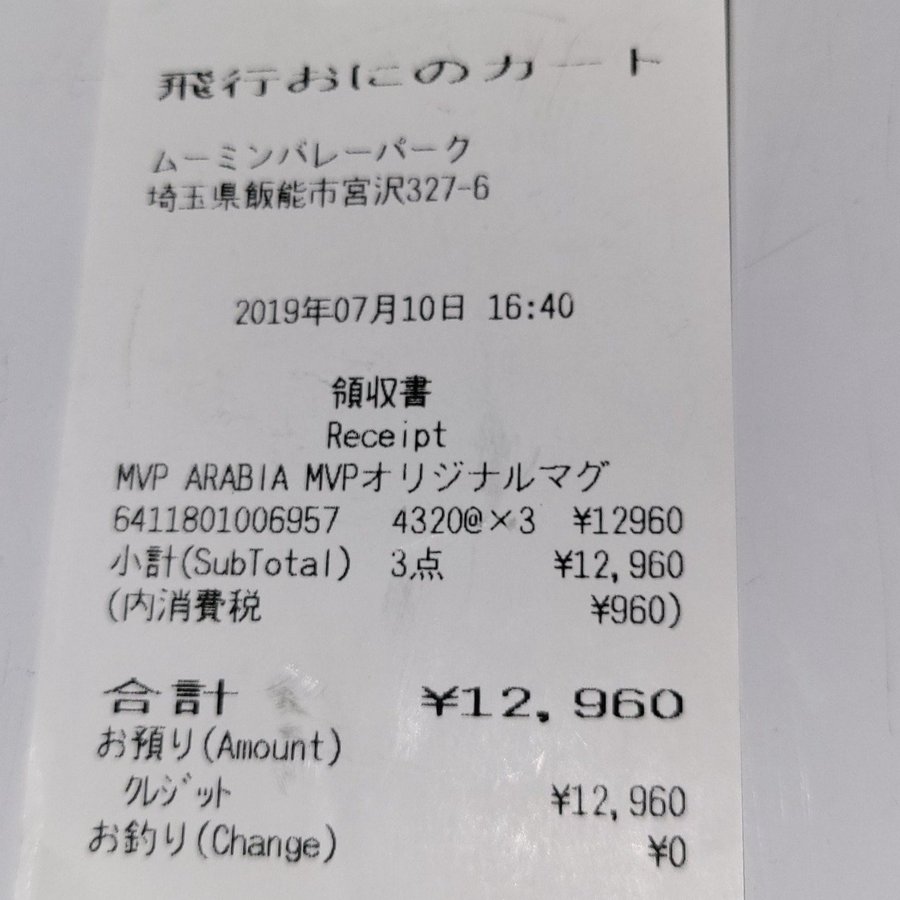 飛行おにのカート
ムーミンバレーパーク
埼玉県飯能市宮沢327-6
2019年07月10日 16:40
領収書
Receipt
MVP ARABIA MVPオリジナルマグ
6411801006957 4320@×3 ¥12960
小計(SubTotal) 3点 ¥12,960
(内消費税 ¥960)
合計 ¥12,960
お預り(Amount)
クレジット ¥12,960
お釣り(Change) ¥0